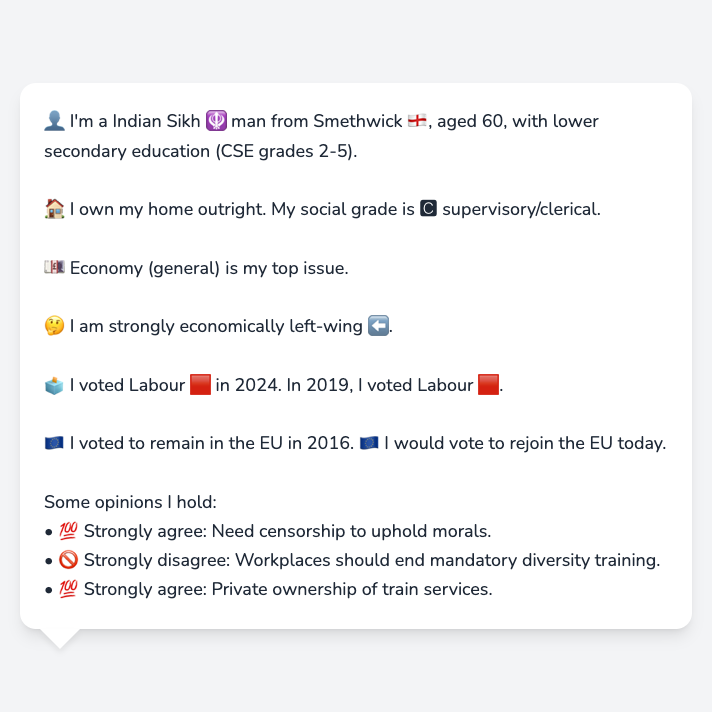 👤 I'm a Indian Sikh 🪯 man from Smethwick 🏴󠁧󠁢󠁥󠁮󠁧󠁿, aged 60, with lower
secondary education (CSE grades 2-5).
🏠 I own my home outright. My social grade is 🅲 supervisory/clerical.
💷 Economy (general) is my top issue.
🤔 I am strongly economically left-wing ⬅️.
🗳️ I voted Labour 🟥 in 2024. In 2019, I voted Labour 🟥.
🇪🇺 I voted to remain in the EU in 2016. 🇪🇺 I would vote to rejoin the EU today.
Some opinions I hold:
• 💯 Strongly agree: Need censorship to uphold morals.
• 🚫 Strongly disagree: Workplaces should end mandatory diversity training.
• 💯 Strongly agree: Private ownership of train services.